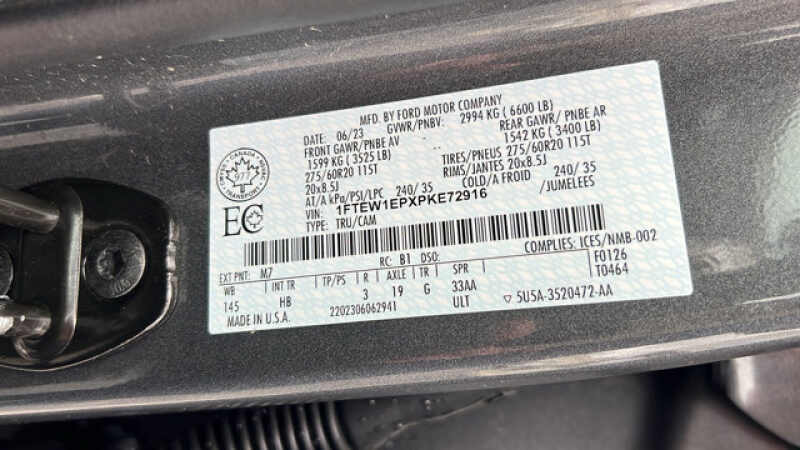 MFD. BY FORD MOTOR COMPANY
DATE: 06/23 GVWR/PNBV: 2994 KG ( 6600 LB)
FRONT GAWR/ PNBE AV REAR GAWR/ PNBE AR
1599 KG ( 3525 LB) 1542 KG ( 3400 LB)
275/60R20 115T TIRES/PNEUS 275/60R20 115T
20x8.5J RIMS/JANTES 20x8.5J
AT/A kPa/PSI/LPC 240/ 35 COLD/A FROID 240/ 35
VIN: 1FTEW1EPXPKE72916 /JUMELEES
TYPE: TRU/CAM
CANADA
977
TRANSPORT
EC
RC: B1 DSO: COMPLIES: ICES/NMB-002
EXT PNT: M7 F0126
WB INT TR TP/PS R AXLE TR SPR T0464
145 HB 3 19 G 33AA
MADE IN U.S.A. 2202306062941 ULT ▽ 5U5A-3520472-AA